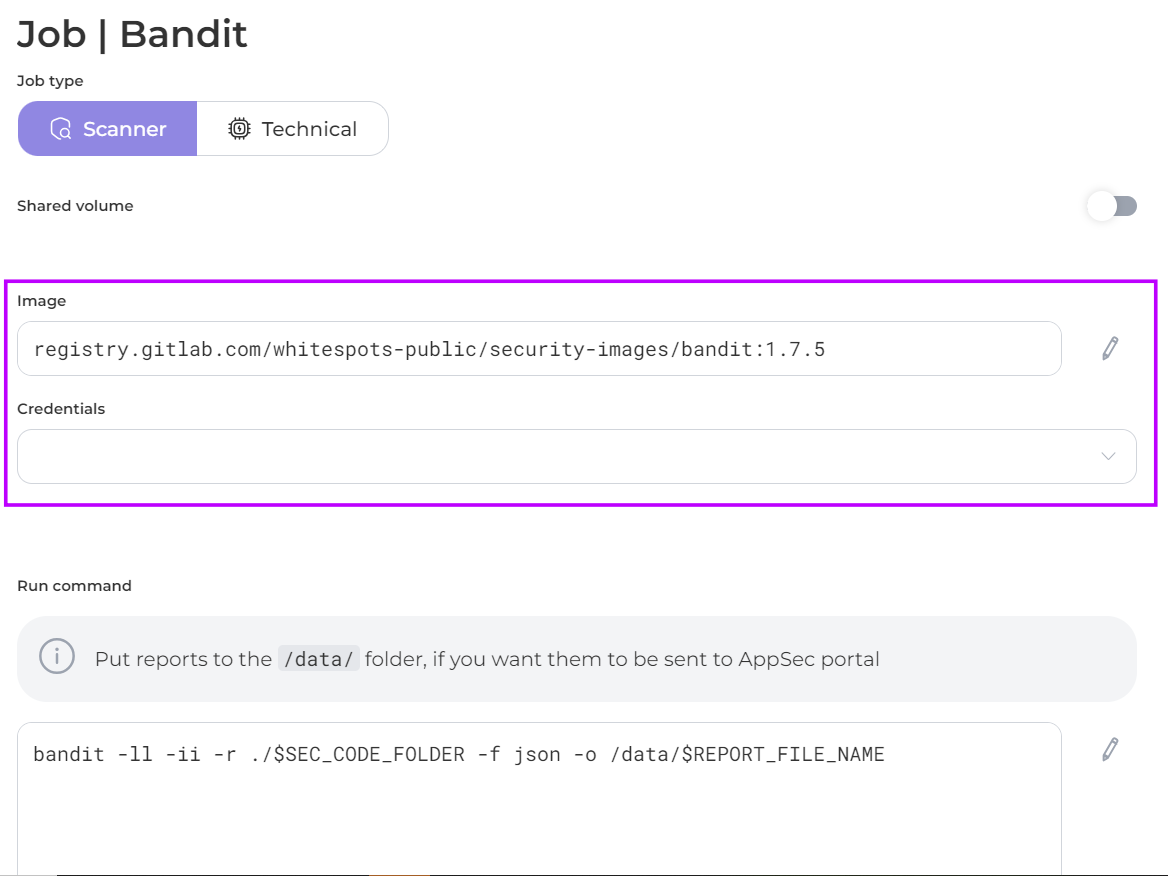 Job | Bandit
Job type
Scanner
Technical
Shared volume
Image
registry.gitlab.com/whitespots-public/security-images/bandit:1.7.5
Credentials
Run command
Put reports to the /data/ folder, if you want them to be sent to AppSec portal
bandit -ll -ii -r ./$SEC_CODE_FOLDER -f json -o /data/$REPORT_FILE_NAME